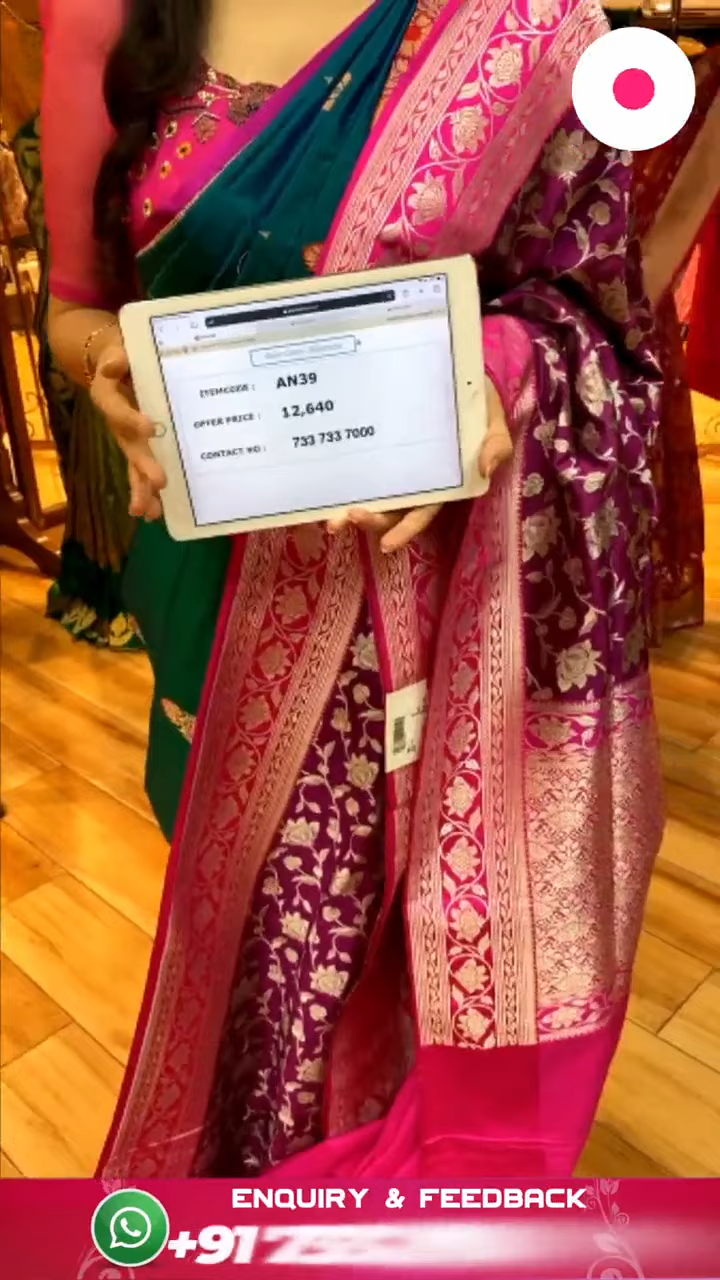 ITEMCODE : AN39
OFFER PRICE : 12,640
CONTACT NO : 733 733 7000
ENQUIRY & FEEDBACK
+91